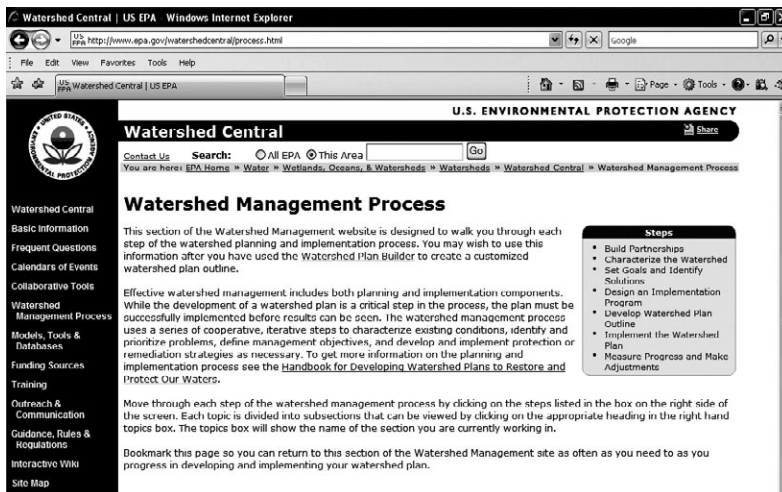 Watershed Central | US EPA - Windows Internet Explorer
US EPA http://www.epa.gov/watershedcentral/process.html
Google
File Edit View Favorites Tools Help
US EPA Watershed Central | US EPA
Page Tools
U.S. ENVIRONMENTAL PROTECTION AGENCY
Watershed Central
Share
Contact Us Search: All EPA This Area Go
You are here: EPA Home » Water » Wetlands, Oceans, & Watersheds » Watersheds » Watershed Central » Watershed Management Process
UNITED STATES
Watershed Central
Basic Information
Frequent Questions
Calendars of Events
Collaborative Tools
Watershed
Management Process
Models, Tools &
Databases
Funding Sources
Training
Outreach &
Communication
Guidance, Rules &
Regulations
Interactive Wiki
Site Map
Watershed Management Process
This section of the Watershed Management website is designed to walk you through each
step of the watershed planning and implementation process. You may wish to use this
information after you have used the Watershed Plan Builder to create a customized
watershed plan outline.
Effective watershed management includes both planning and implementation components.
While the development of a watershed plan is a critical step in the process, the plan must be
successfully implemented before results can be seen. The watershed management process
uses a series of cooperative, iterative steps to characterize existing conditions, identify and
prioritize problems, define management objectives, and develop and implement protection or
remediation strategies as necessary. To get more information on the planning and
implementation process see the Handbook for Developing Watershed Plans to Restore and
Protect Our Waters.
Move through each step of the watershed management process by clicking on the steps listed
in the box on the right side of
the screen. Each topic is divided into subsections that can be viewed by clicking on the appropriate heading in the right hand
topics box. The topics box will show the name of the section you are currently working in.
Bookmark this page so you can return to this section of the Watershed Management site as often as you need to as you
progress in developing and implementing your watershed plan.
Steps
• Build Partnerships
• Characterize the Watershed
• Set Goals and Identify
Solutions
• Design an Implementation
Program
• Develop Watershed Plan
Outline
• Implement the Watershed
Plan
• Measure Progress and Make
Adjustments